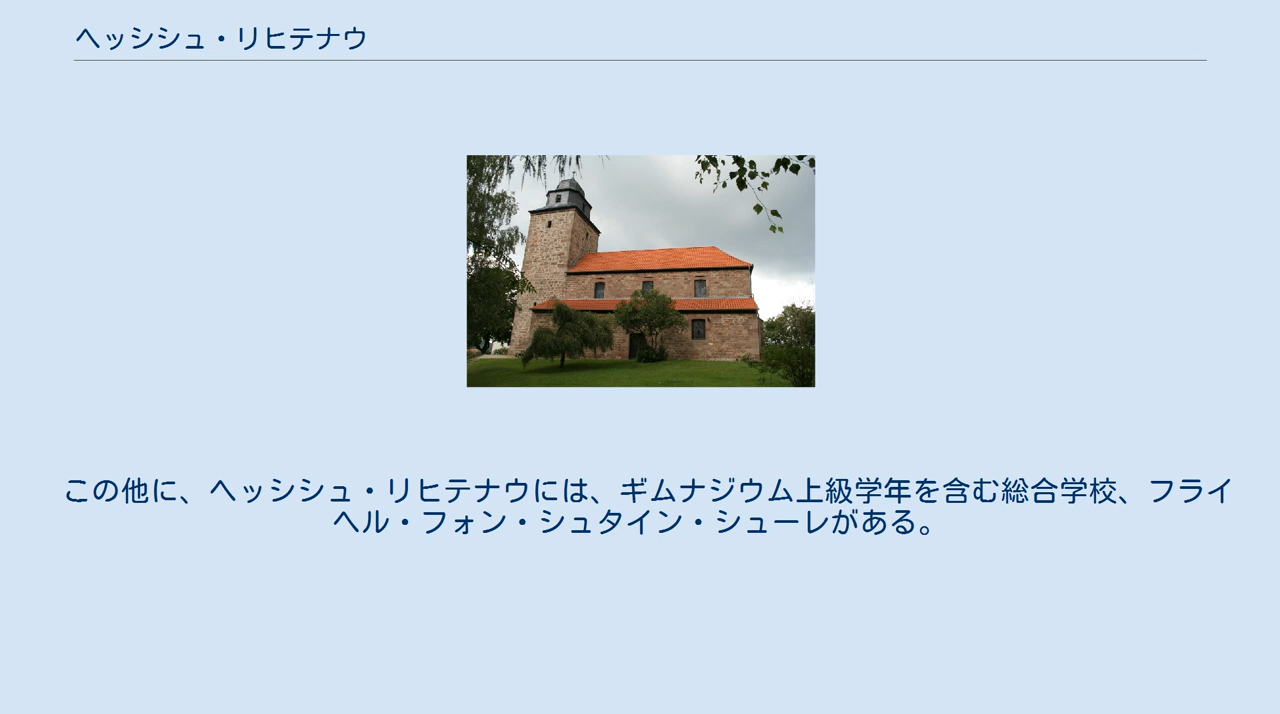 ヘッシシュ・リヒテナウ
この他に、ヘッシシュ・リヒテナウには、ギムナジウム上級学年を含む総合学校、フライ
ヘル・フォン・シュタイン・シューレがある。